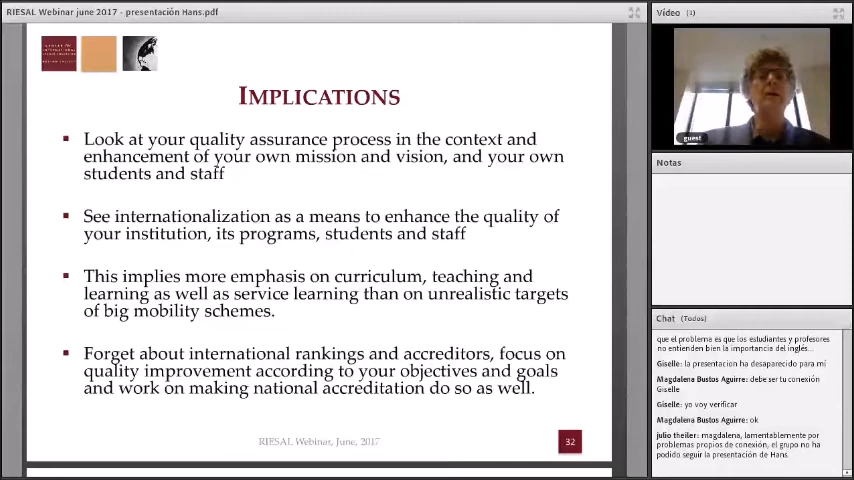 RIESAL Webinar june 2017 - presentación Hans.pdf
IMPLICATIONS
Look at your quality assurance process in the context and
enhancement of your own mission and vision, and your own
students and staff
See internationalization as a means to enhance the quality of
your institution, its programs, students and staff
This implies more emphasis on curriculum, teaching and
learning as well as service learning than on unrealistic targets
of big mobility schemes.
Forget about international rankings and accreditors, focus on
quality improvement according to your objectives and goals
and work on making national accreditation do so as well.
RIESAL Webinar, June, 2017
32
Vídeo (1)
guest
Notas
Chat (Todos)
que el problema es que los estudiantes y profesores
no entienden bien la importancia del inglés...
Giselle: la presentacion ha desaparecido para mí
Magdalena Bustos Aguirre: debe ser tu conexión
Giselle
Giselle: yo voy verificar
Magdalena Bustos Aguirre: ok
julio theiler: magdalena, lamentablemente por
problemas propios de conexión, el grupo no ha
podido seguir la presentación de Hans.